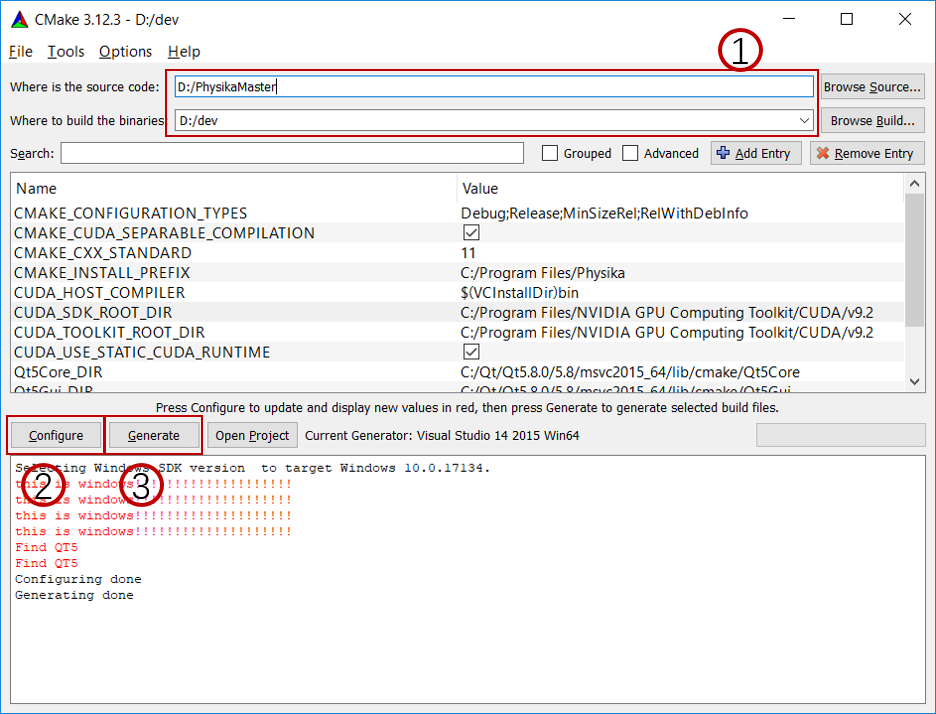 CMake 3.12.3 - D:/dev
File Tools Options Help
①
Where is the source code: D:/PhysikaMaster Browse Source...
Where to build the binaries: D:/dev Browse Build...
Search: Grouped Advanced Add Entry Remove Entry
Name Value
CMAKE_CONFIGURATION_TYPES Debug;Release;MinSizeRel;RelWithDebInfo
CMAKE_CUDA_SEPARABLE_COMPILATION
CMAKE_CXX_STANDARD 11
CMAKE_INSTALL_PREFIX C:/Program Files/Physika
CUDA_HOST_COMPILER $(VCInstallDir)bin
CUDA_SDK_ROOT_DIR C:/Program Files/NVIDIA GPU Computing Toolkit/CUDA/v9.2
CUDA_TOOLKIT_ROOT_DIR C:/Program Files/NVIDIA GPU Computing Toolkit/CUDA/v9.2
CUDA_USE_STATIC_CUDA_RUNTIME
Qt5Core_DIR C:/Qt/Qt5.8.0/5.8/msvc2015_64/lib/cmake/Qt5Core
Qt5Gui_DIR C:/Qt/Qt5.8.0/5.8/msvc2015_64/lib/cmake/Qt5Gui
Press Configure to update and display new values in red, then press Generate to generate selected build files.
Configure Generate Open Project Current Generator: Visual Studio 14 2015 Win64
② ③
Selecting Windows SDK version  to target Windows 10.0.17134.
this is windows!!!!!!!!!!!!!!!!!!!!
this is windows!!!!!!!!!!!!!!!!!!!!
this is windows!!!!!!!!!!!!!!!!!!!!
this is windows!!!!!!!!!!!!!!!!!!!!
Find QT5
Find QT5
Configuring done
Generating done